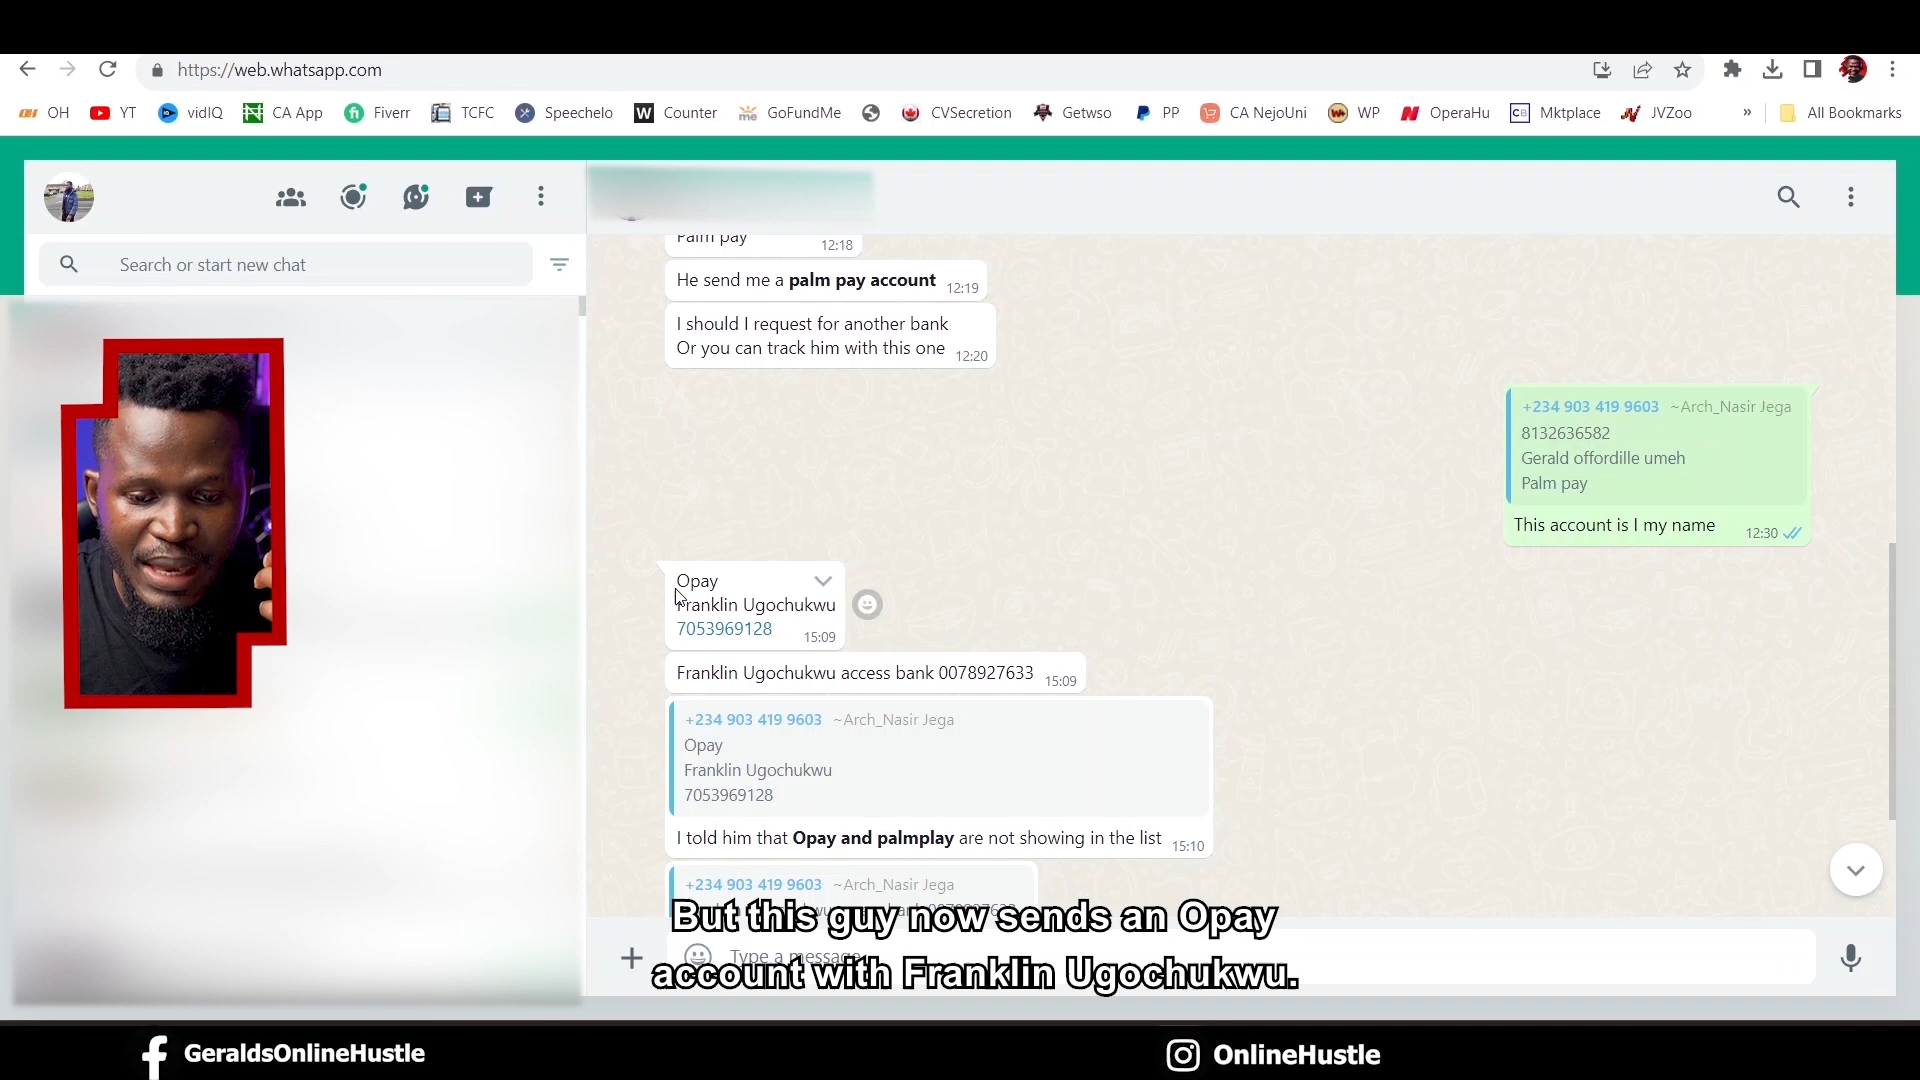 https://web.whatsapp.com
OH
YT
vidIQ
CA App
Fiverr
TCFC
Speechelo
W Counter
GoFundMe
CVSecretion
Getwso
PP
CA NejoUni
WP
OperaHu
CB Mktplace
JVZoo
»
All Bookmarks
Search or start new chat
Palm pay
12:18
He send me a palm pay account 12:19
I should I request for another bank
Or you can track him with this one 12:20
+234 903 419 9603 ~Arch_Nasir Jega
8132636582
Gerald offordille umeh
Palm pay
This account is I my name 12:30
Opay
Franklin Ugochukwu
7053969128 15:09
Franklin Ugochukwu access bank 0078927633 15:09
+234 903 419 9603 ~Arch_Nasir Jega
Opay
Franklin Ugochukwu
7053969128
I told him that Opay and palmplay are not showing in the list 15:10
+234 903 419 9603 ~Arch_Nasir Jega
But this guy now sends an Opay
Type a message
account with Franklin Ugochukwu.
GeraldsOnlineHustle
OnlineHustle